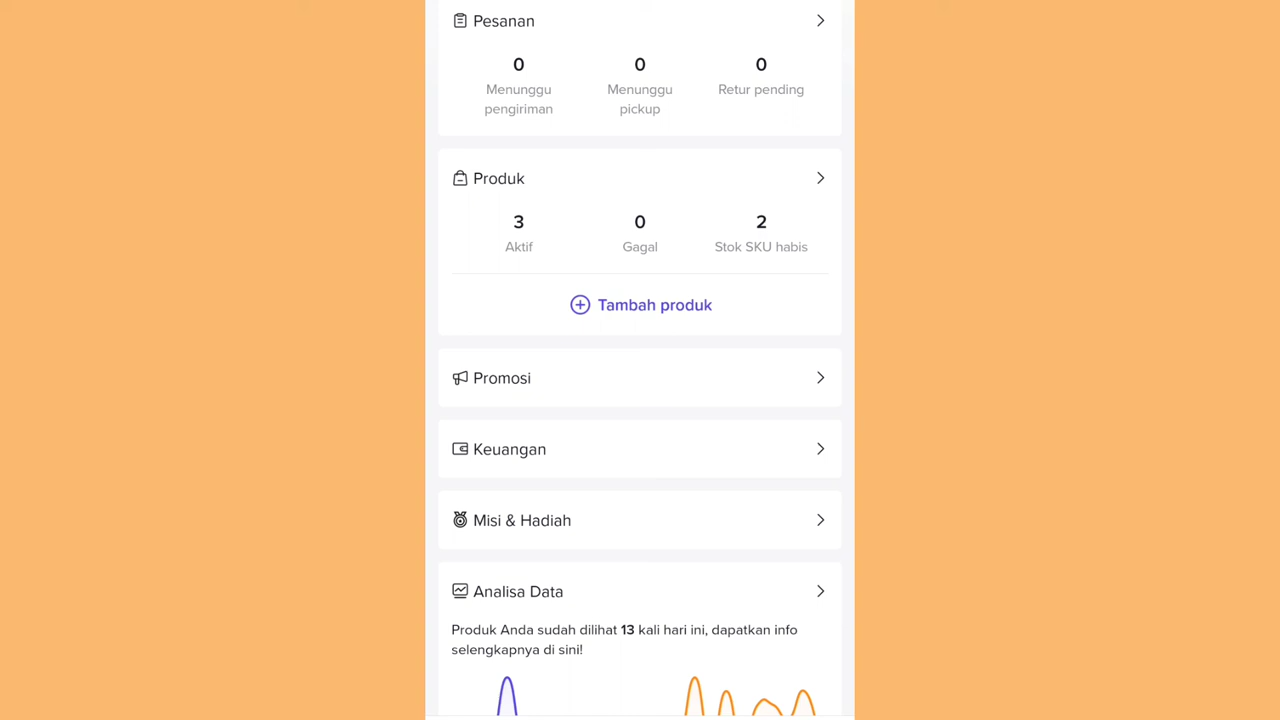 Pesanan
0 0 0
Menunggu pengiriman Menunggu pickup Retur pending
Produk
3 0 2
Aktif Gagal Stok SKU habis
Tambah produk
Promosi
Keuangan
Misi & Hadiah
Analisa Data
Produk Anda sudah dilihat 13 kali hari ini, dapatkan info
selengkapnya di sini!